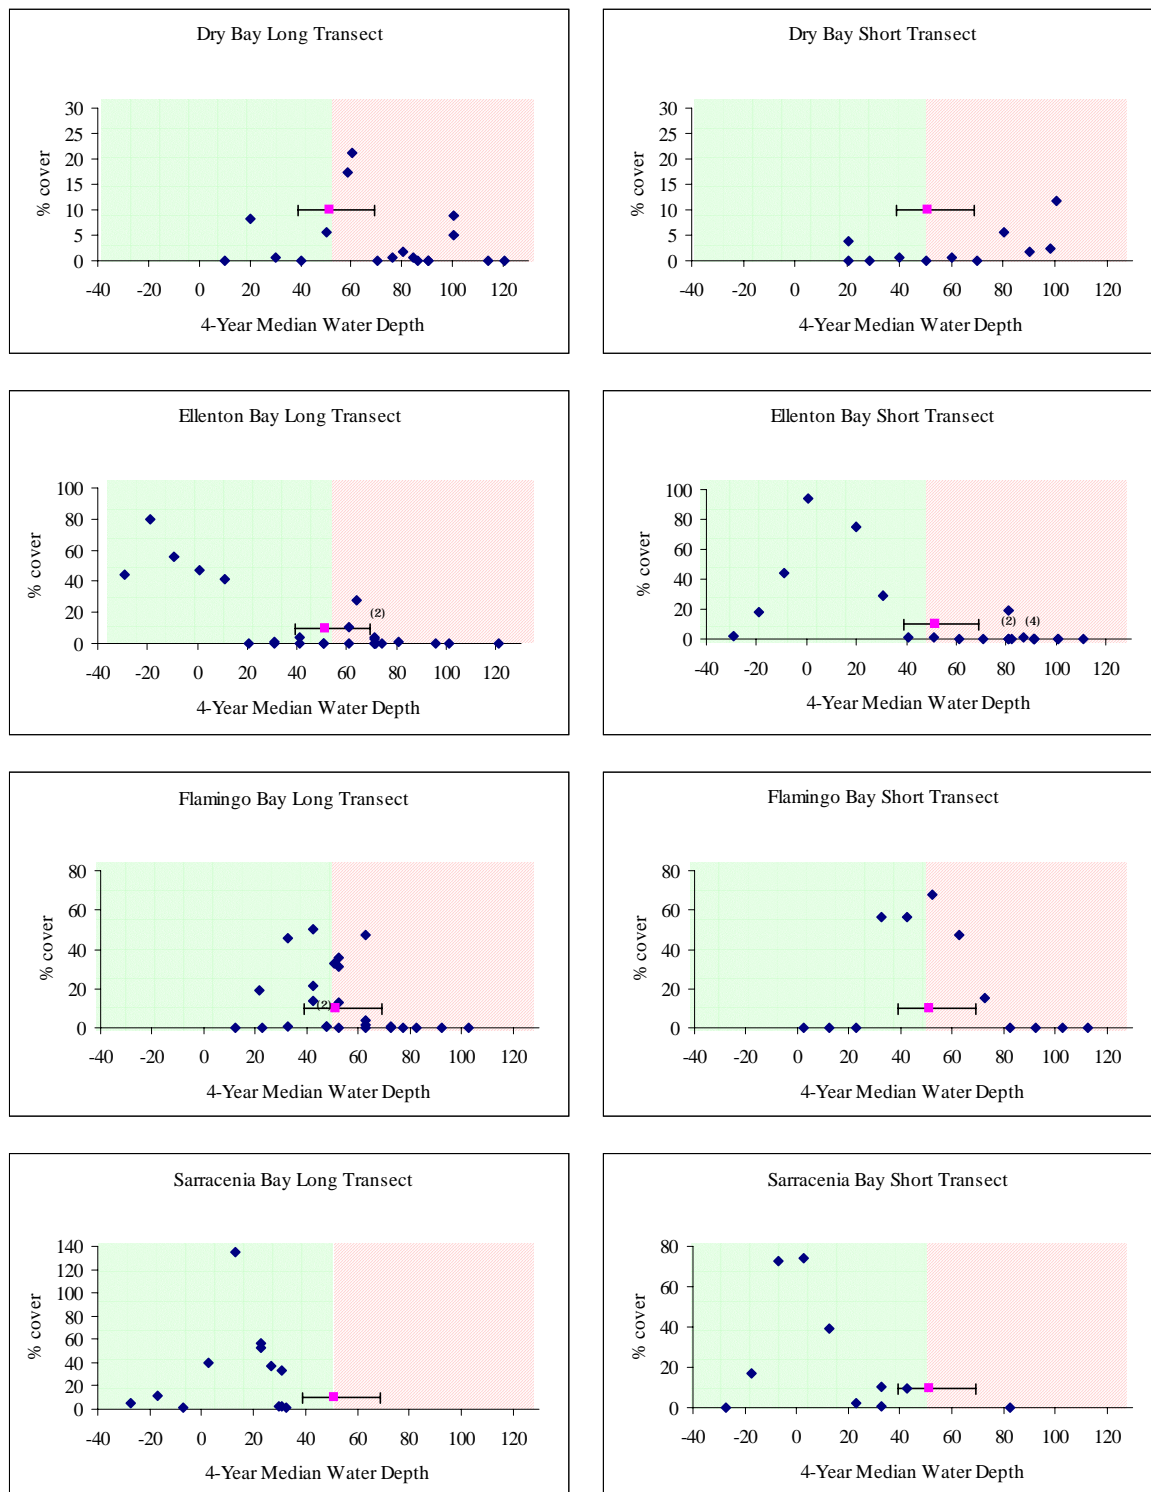 Dry Bay Long Transect
30
25
20
15
10
5
0
% cover
-40 -20 0 20 40 60 80 100 120
4-Year Median Water Depth
Dry Bay Short Transect
30
25
20
15
10
5
0
% cover
-40 -20 0 20 40 60 80 100 120
4-Year Median Water Depth
Ellenton Bay Long Transect
100
80
60
40
20
0
% cover
(2)
-40 -20 0 20 40 60 80 100 120
4-Year Median Water Depth
Ellenton Bay Short Transect
100
80
60
40
20
0
% cover
(2) (4)
-40 -20 0 20 40 60 80 100 120
4-Year Median Water Depth
Flamingo Bay Long Transect
80
60
40
20
0
% cover
(2)
-40 -20 0 20 40 60 80 100 120
4-Year Median Water Depth
Flamingo Bay Short Transect
80
60
40
20
0
% cover
-40 -20 0 20 40 60 80 100 120
4-Year Median Water Depth
Sarracenia Bay Long Transect
140
120
100
80
60
40
20
0
% cover
-40 -20 0 20 40 60 80 100 120
4-Year Median Water Depth
Sarracenia Bay Short Transect
80
60
40
20
0
% cover
-40 -20 0 20 40 60 80 100 120
4-Year Median Water Depth